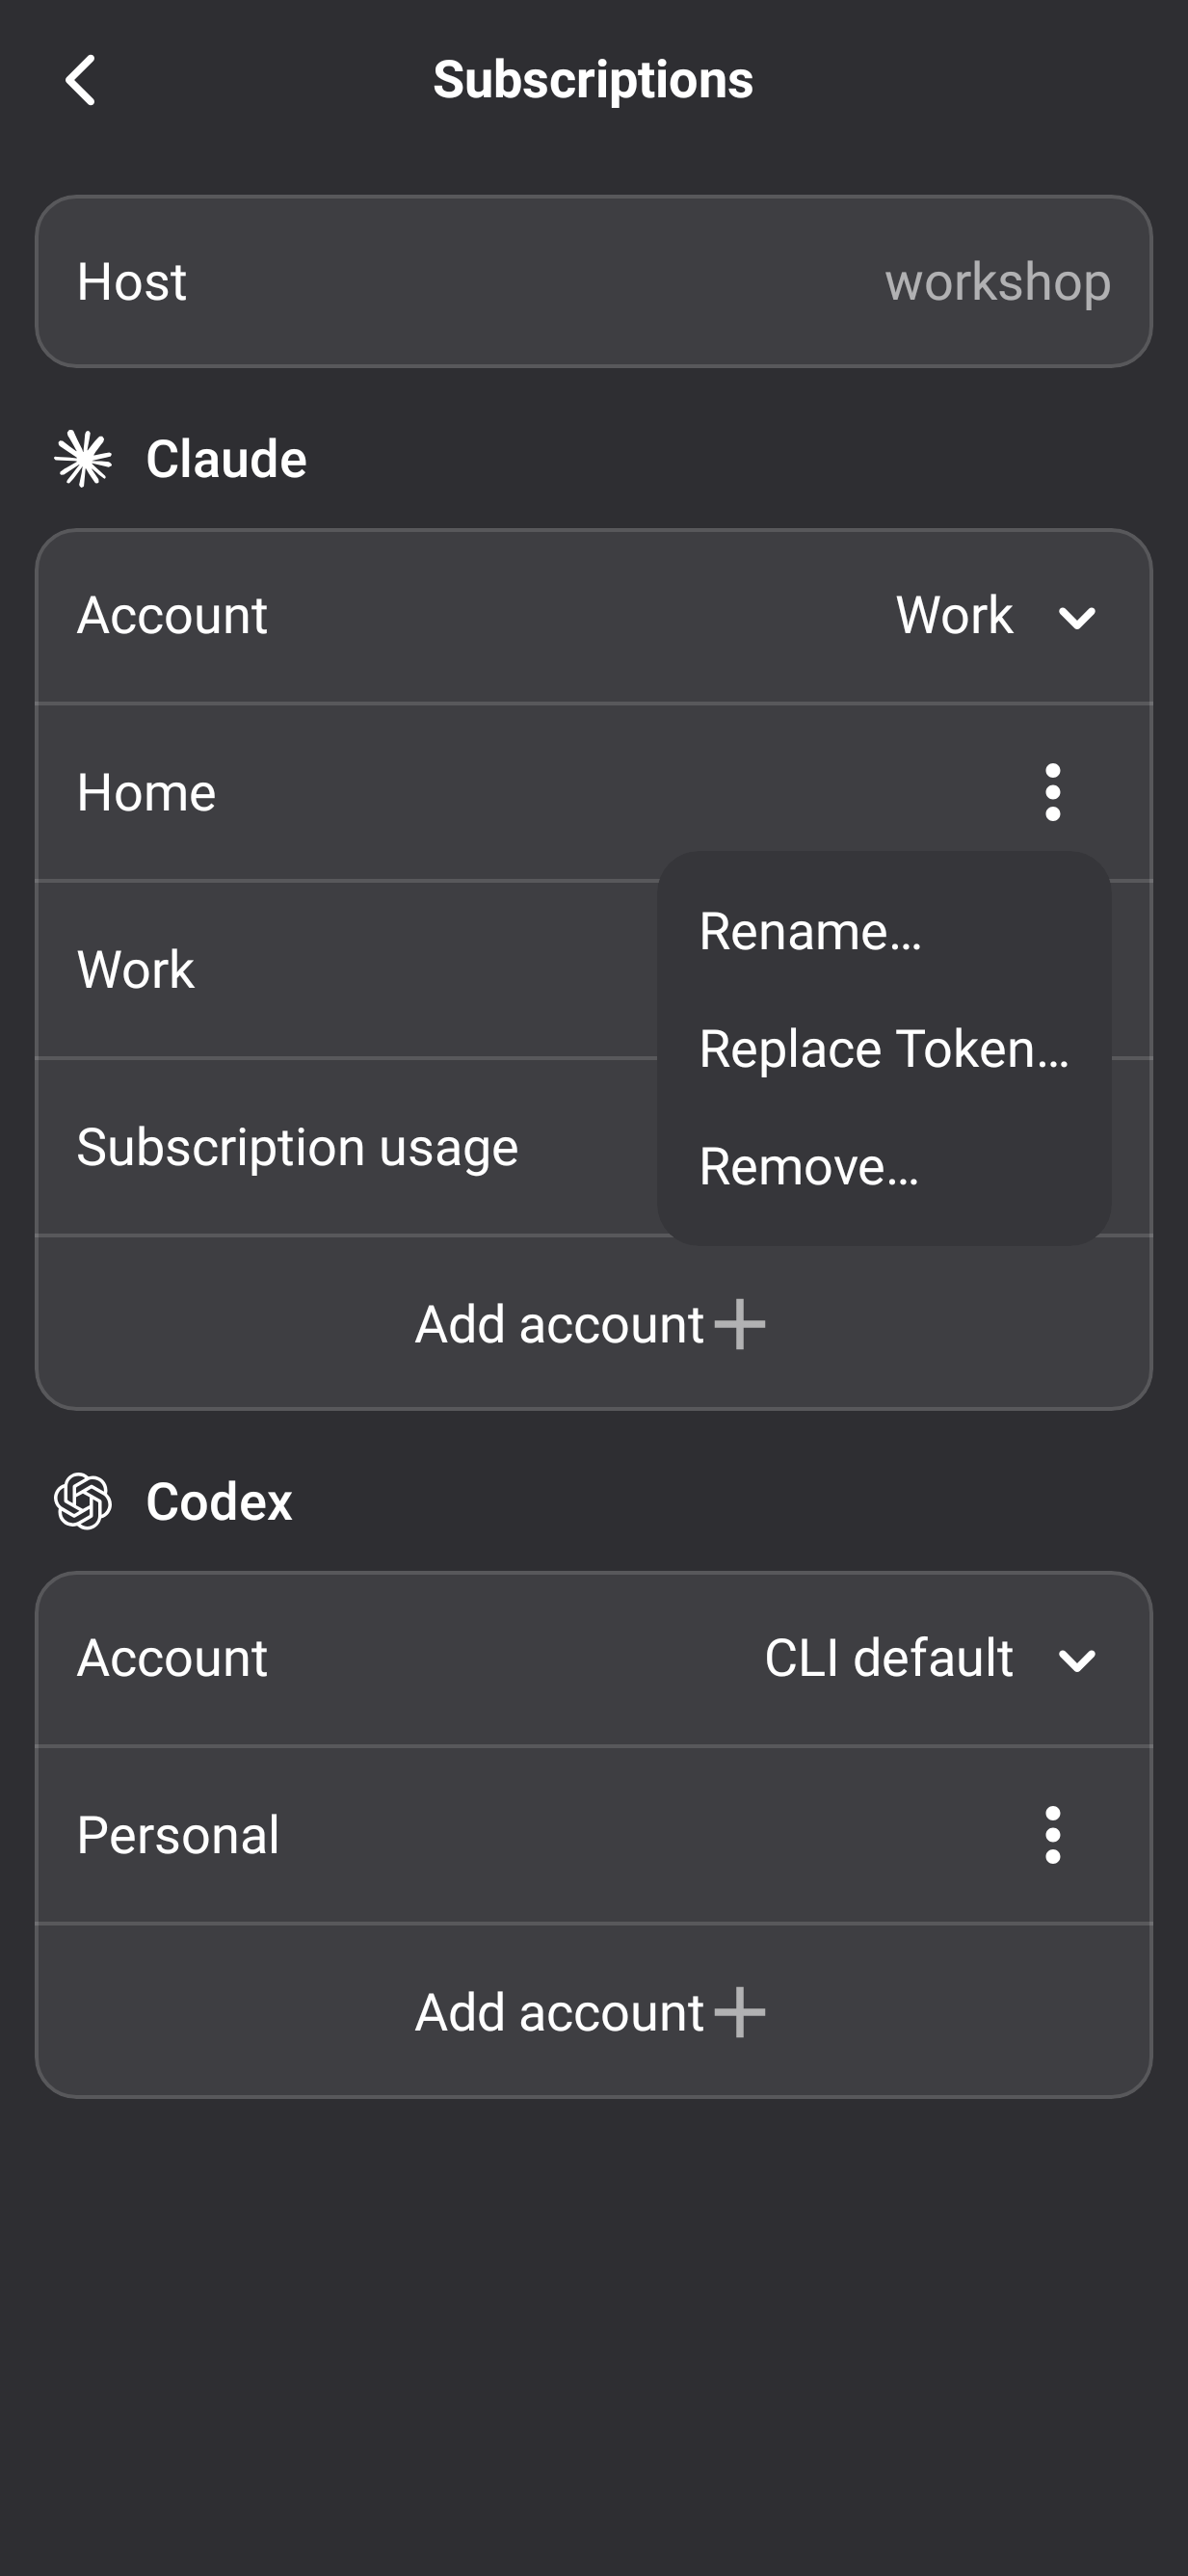 Subscriptions
Host workshop
Claude
Account Work
Home
Rename…
Work
Replace Token…
Subscription usage
Remove…
Add account
Codex
Account CLI default
Personal
Add account